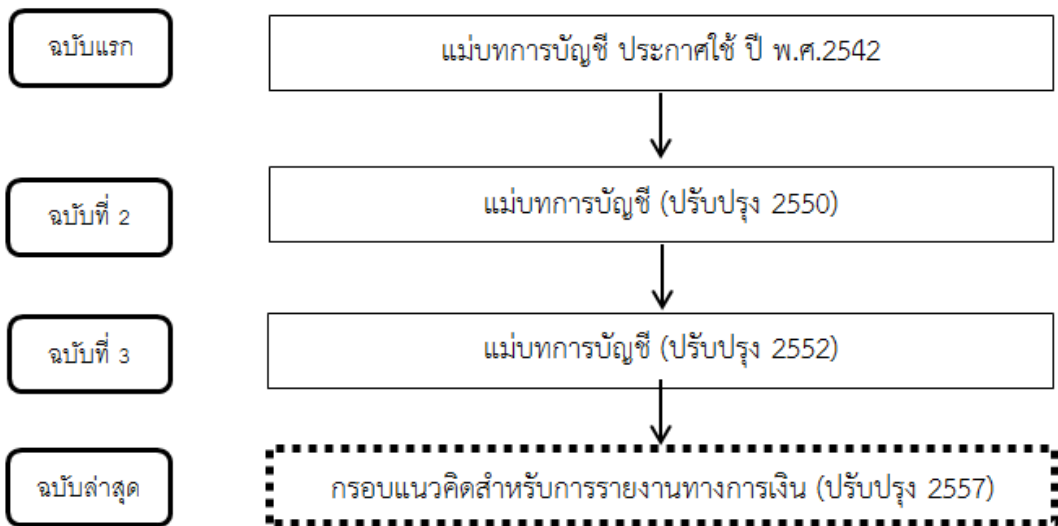 ฉบับแรก
แม่บทการบัญชี ประกาศใช้ ปี พ.ศ.2542
ฉบับที่ 2
แม่บทการบัญชี (ปรับปรุง 2550)
ฉบับที่ 3
แม่บทการบัญชี (ปรับปรุง 2552)
ฉบับล่าสุด
กรอบแนวคิดสำหรับการรายงานทางการเงิน (ปรับปรุง 2557)